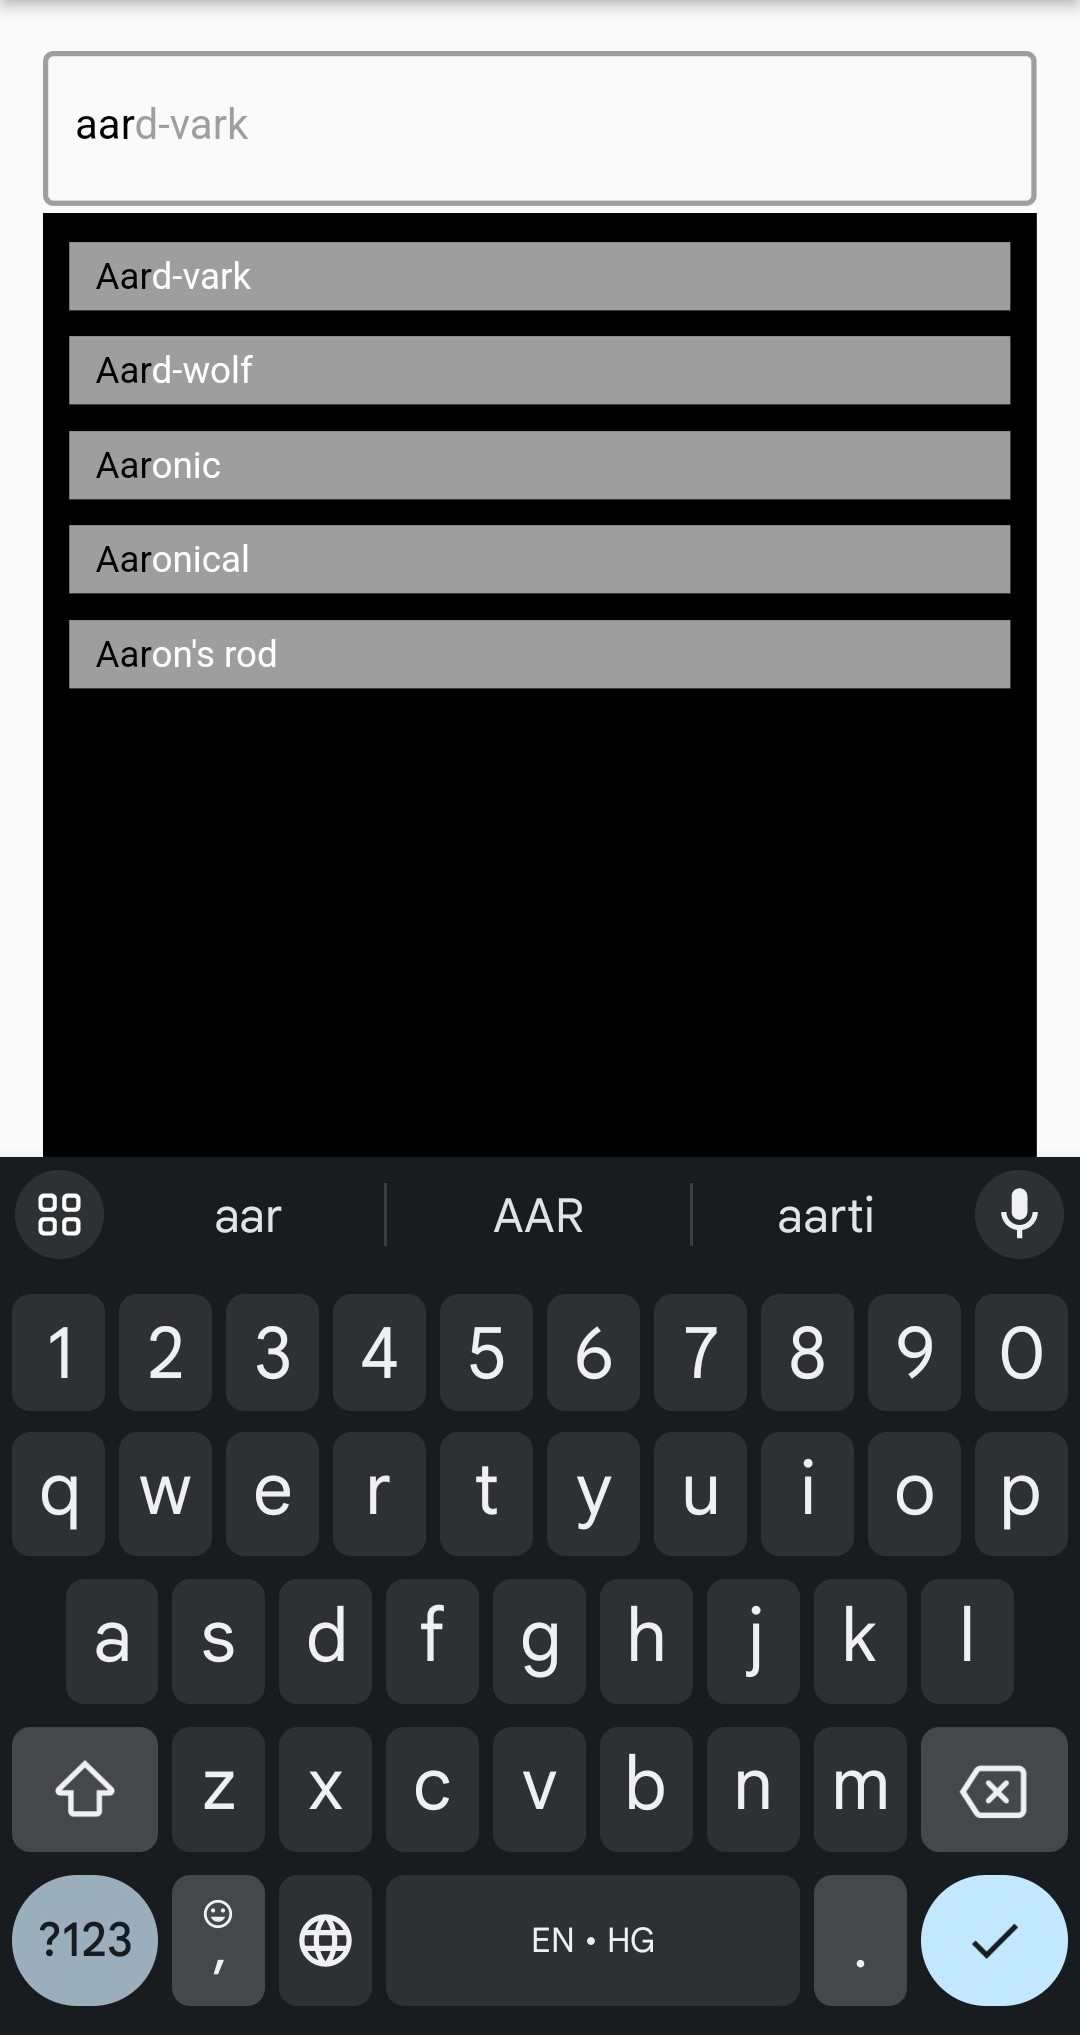 aard-vark
Aard-vark
Aard-wolf
Aaronic
Aaronical
Aaron's rod
aar AAR aarti
1 2 3 4 5 6 7 8 9 0
q w e r t y u i o p
a s d f g h j k l
z x c v b n m
?123 , EN • HG .